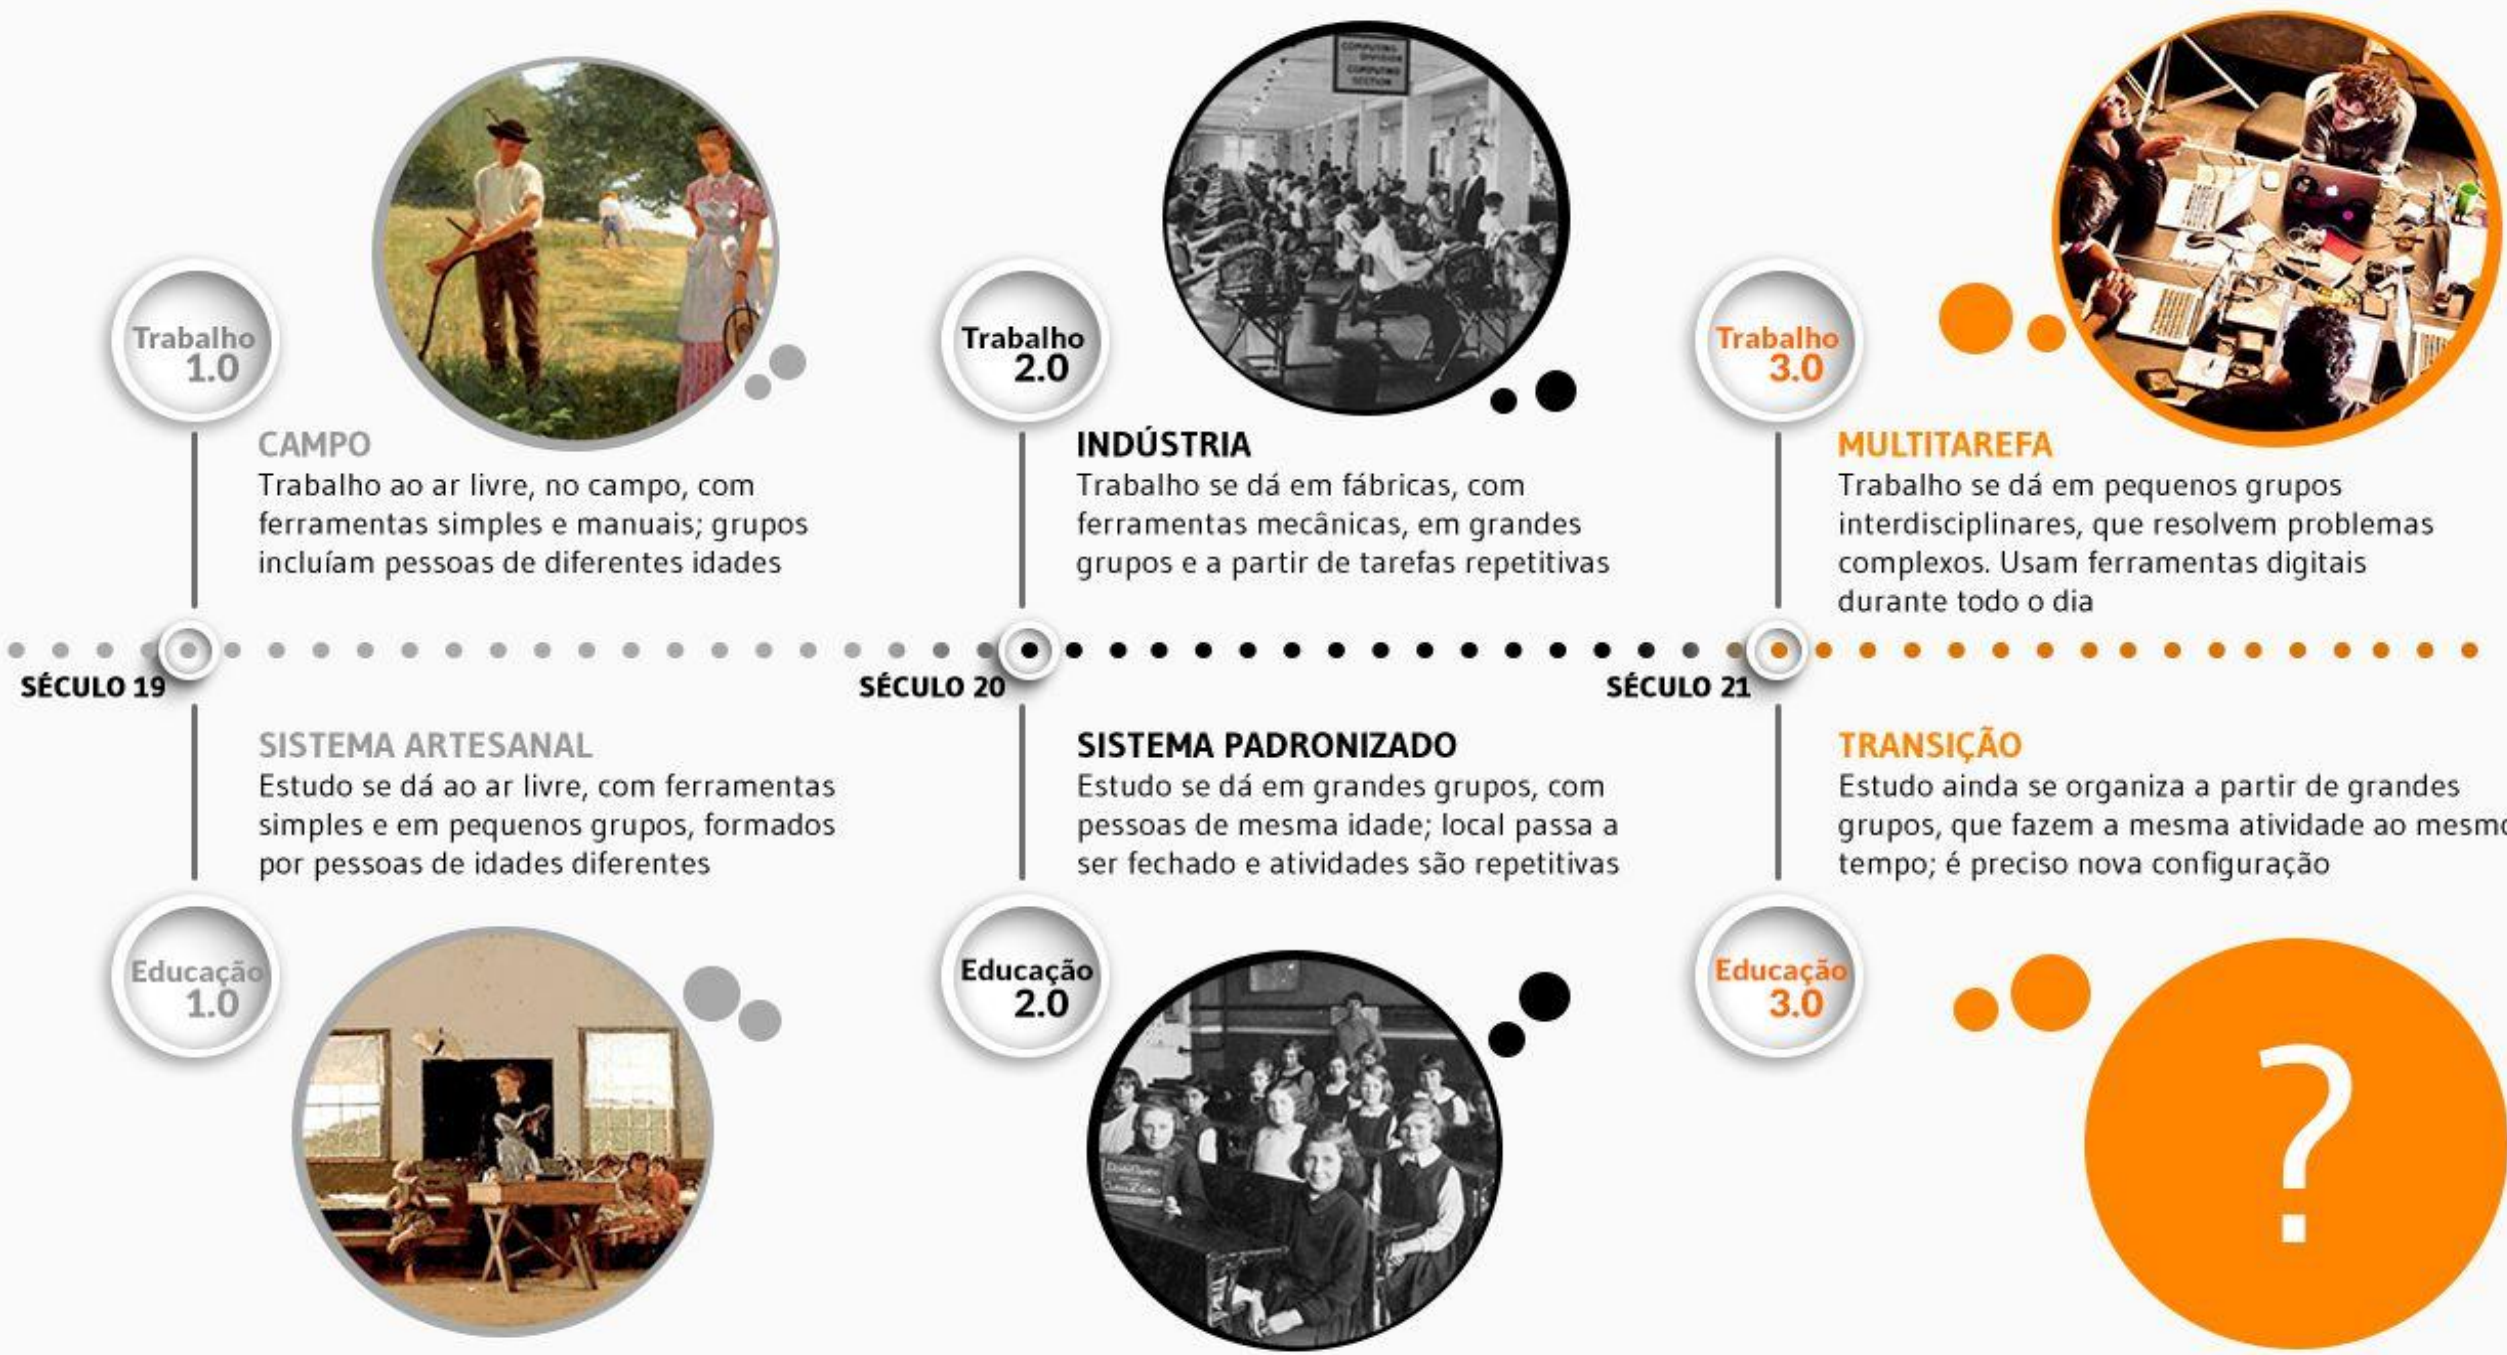 COMPUTING
DIVISION
COMPUTING
SECTION
Trabalho
1.0
CAMPO
Trabalho ao ar livre, no campo, com
ferramentas simples e manuais; grupos
incluíam pessoas de diferentes idades
Trabalho
2.0
INDÚSTRIA
Trabalho se dá em fábricas, com
ferramentas mecânicas, em grandes
grupos e a partir de tarefas repetitivas
Trabalho
3.0
MULTITAREFA
Trabalho se dá em pequenos grupos
interdisciplinares, que resolvem problemas
complexos. Usam ferramentas digitais
durante todo o dia
SÉCULO 19
SÉCULO 20
SÉCULO 21
SISTEMA ARTESANAL
Estudo se dá ao ar livre, com ferramentas
simples e em pequenos grupos, formados
por pessoas de idades diferentes
Educação
1.0
SISTEMA PADRONIZADO
Estudo se dá em grandes grupos, com
pessoas de mesma idade; local passa a
ser fechado e atividades são repetitivas
Educação
2.0
TRANSIÇÃO
Estudo ainda se organiza a partir de grandes
grupos, que fazem a mesma atividade ao mesmo
tempo; é preciso nova configuração
Educação
3.0
?